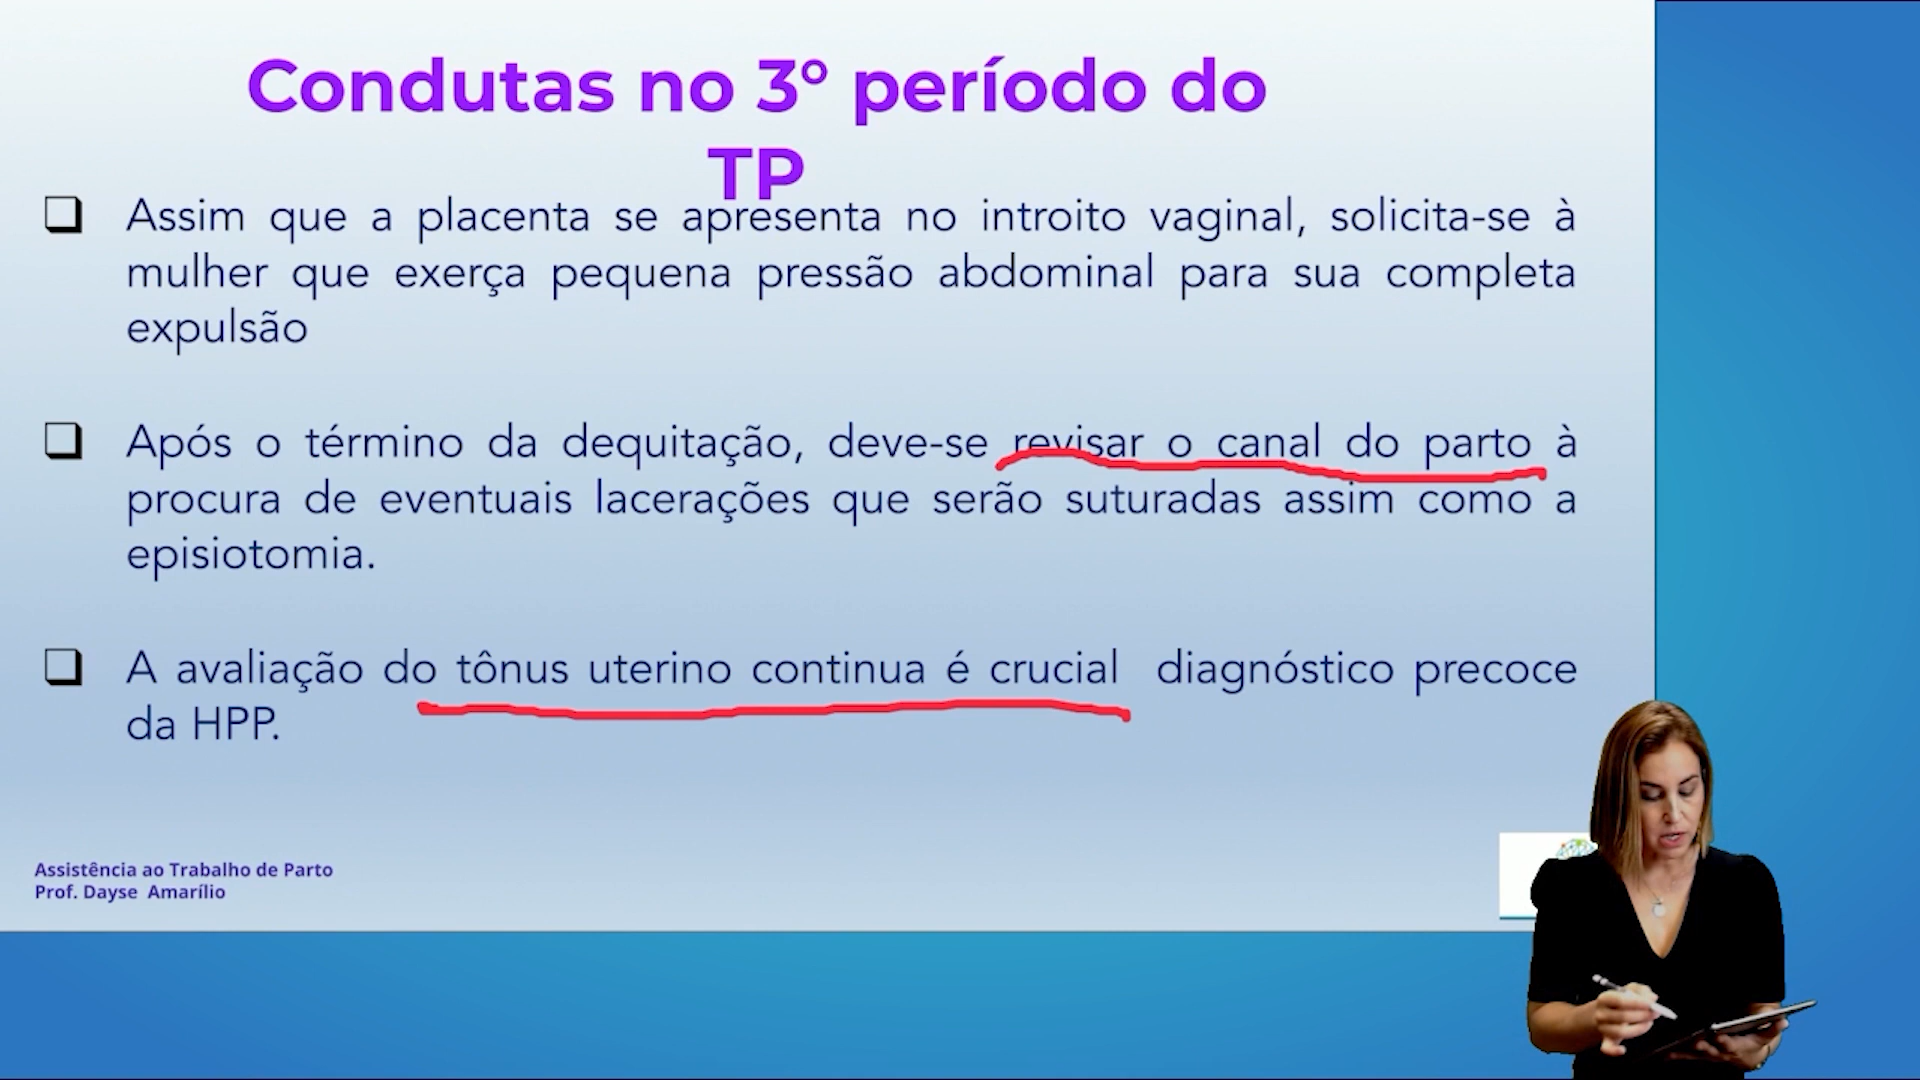 Condutas no 3º período do
TP
Assim que a placenta se apresenta no introito vaginal, solicita-se à
mulher que exerça pequena pressão abdominal para sua completa
expulsão
Após o término da dequitação, deve-se revisar o canal do parto à
procura de eventuais lacerações que serão suturadas assim como a
episiotomia.
A avaliação do tônus uterino continua é crucial diagnóstico precoce
da HPP.
Assistência ao Trabalho de Parto
Prof. Dayse Amarílio